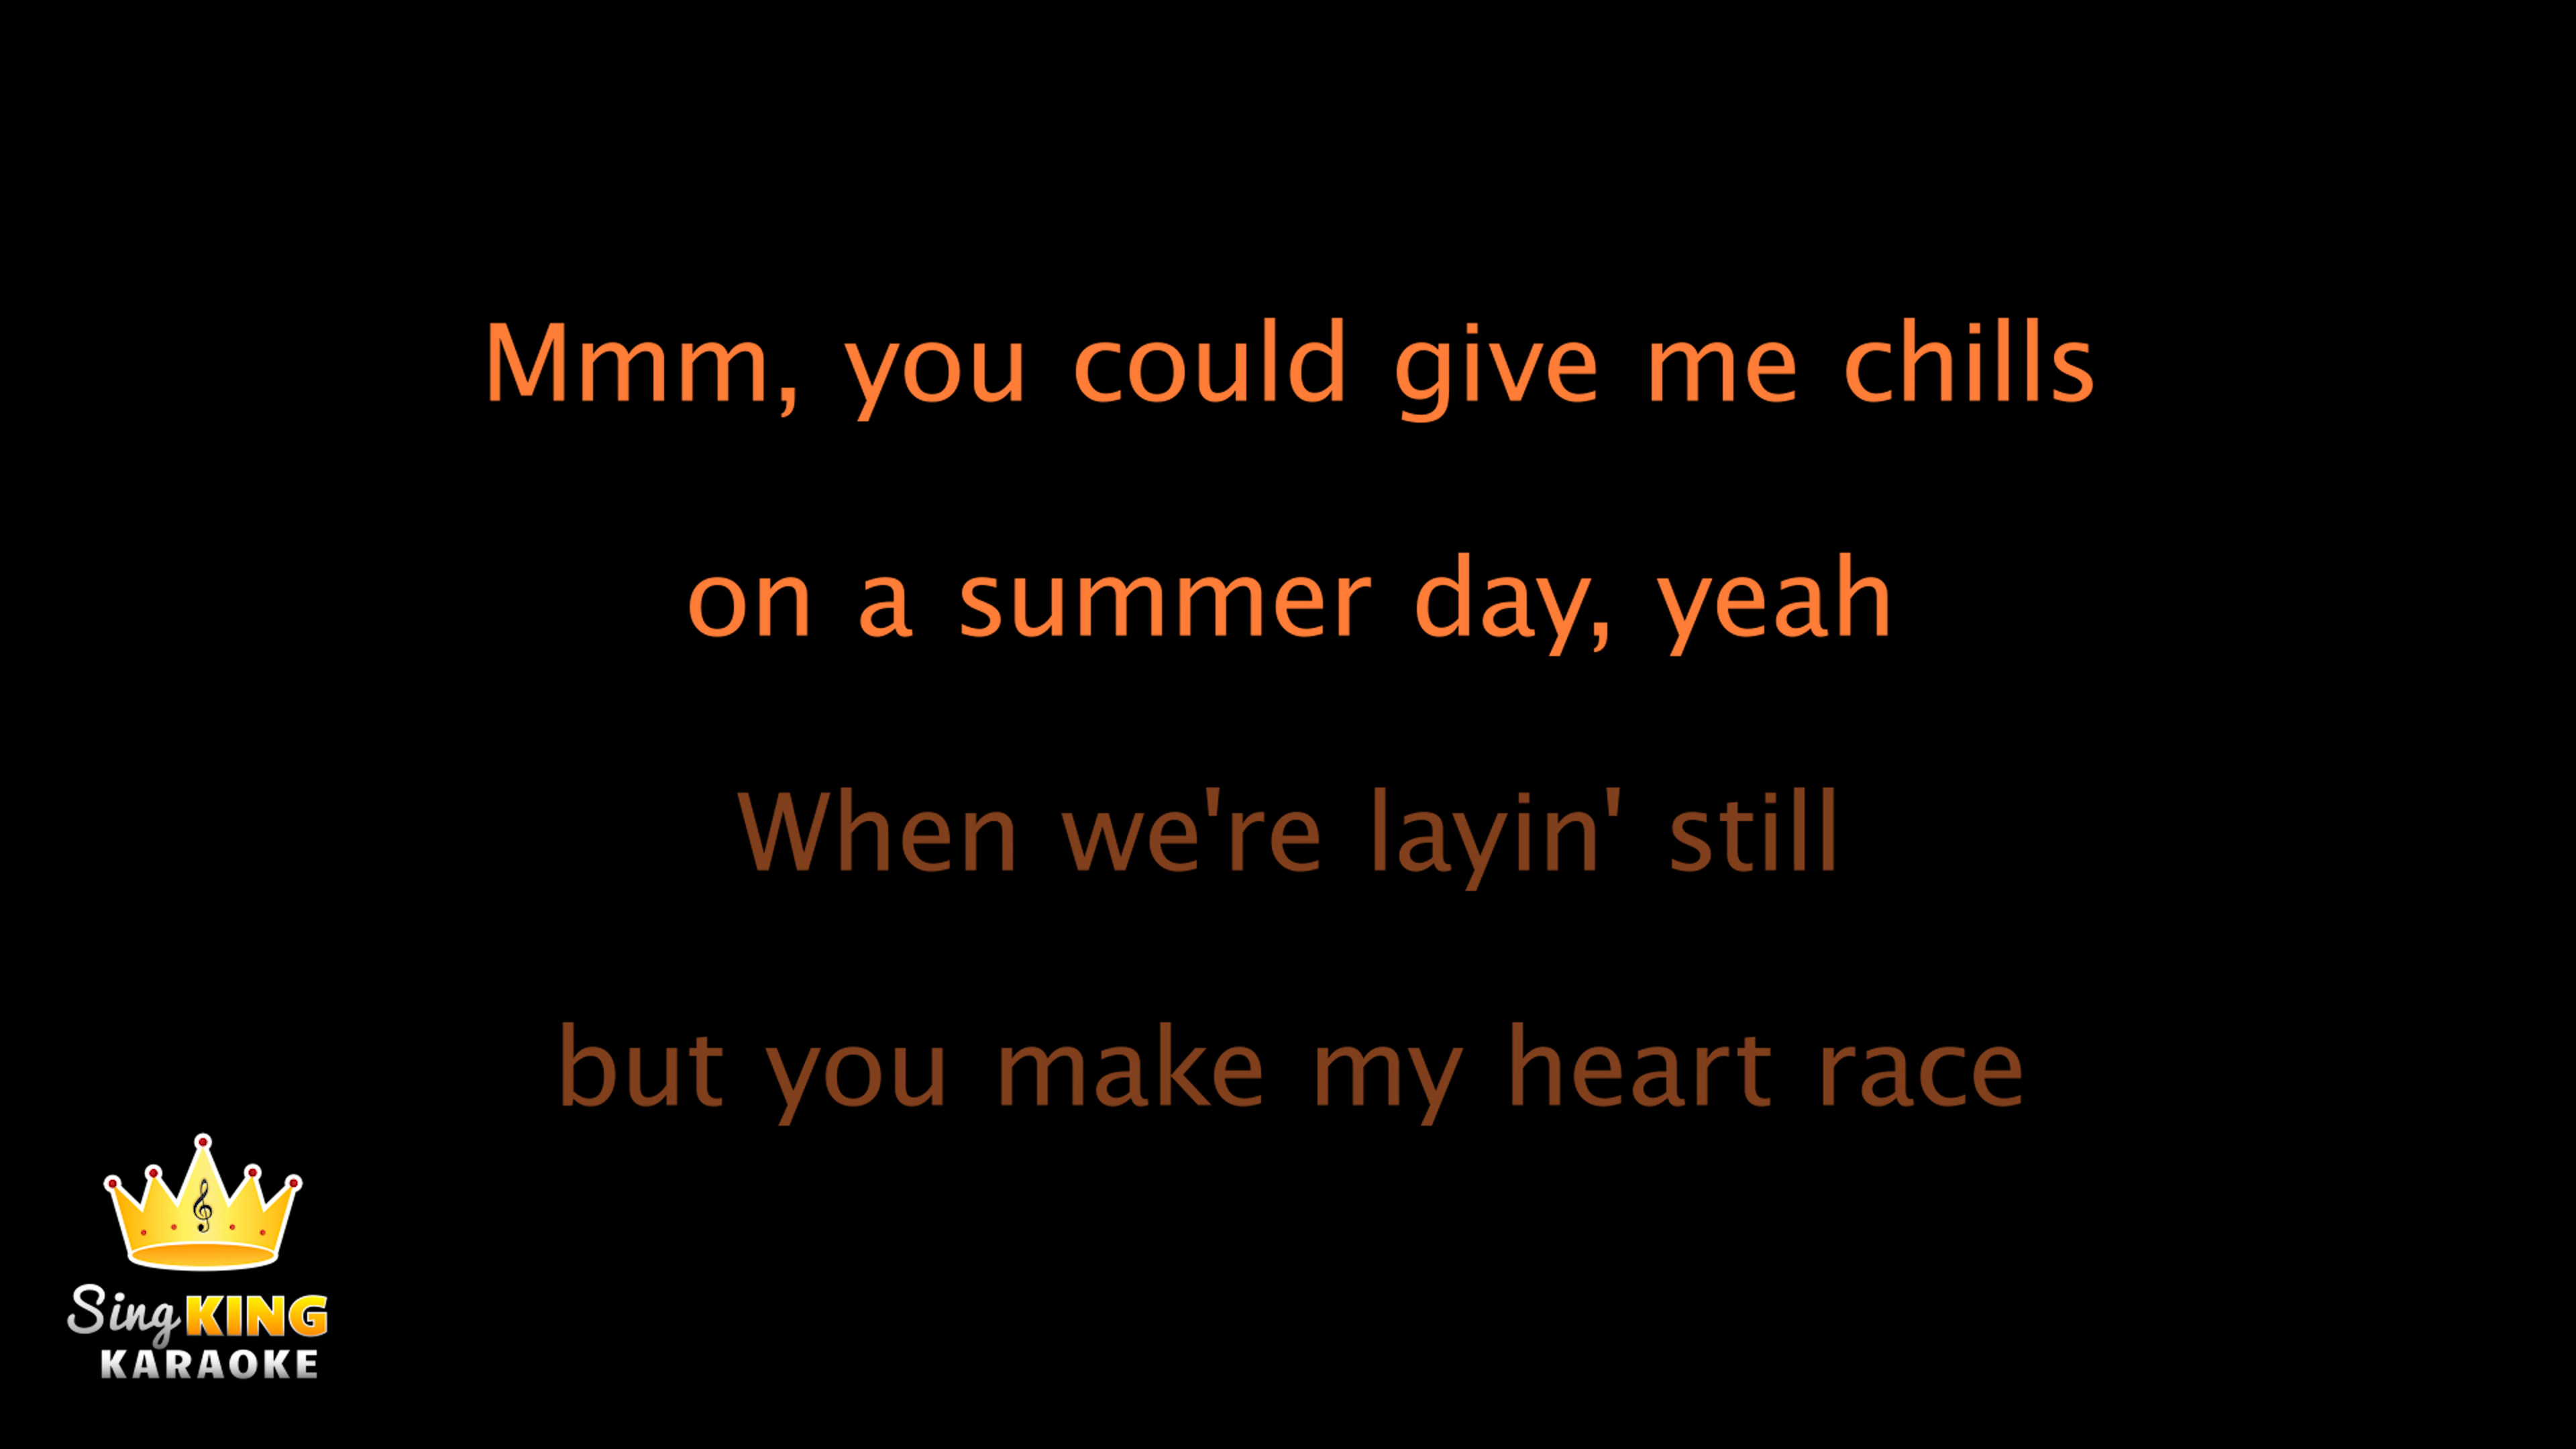 Mmm, you could give me chills
on a summer day, yeah
When we're layin' still
but you make my heart race
Sing KING
KARAOKE